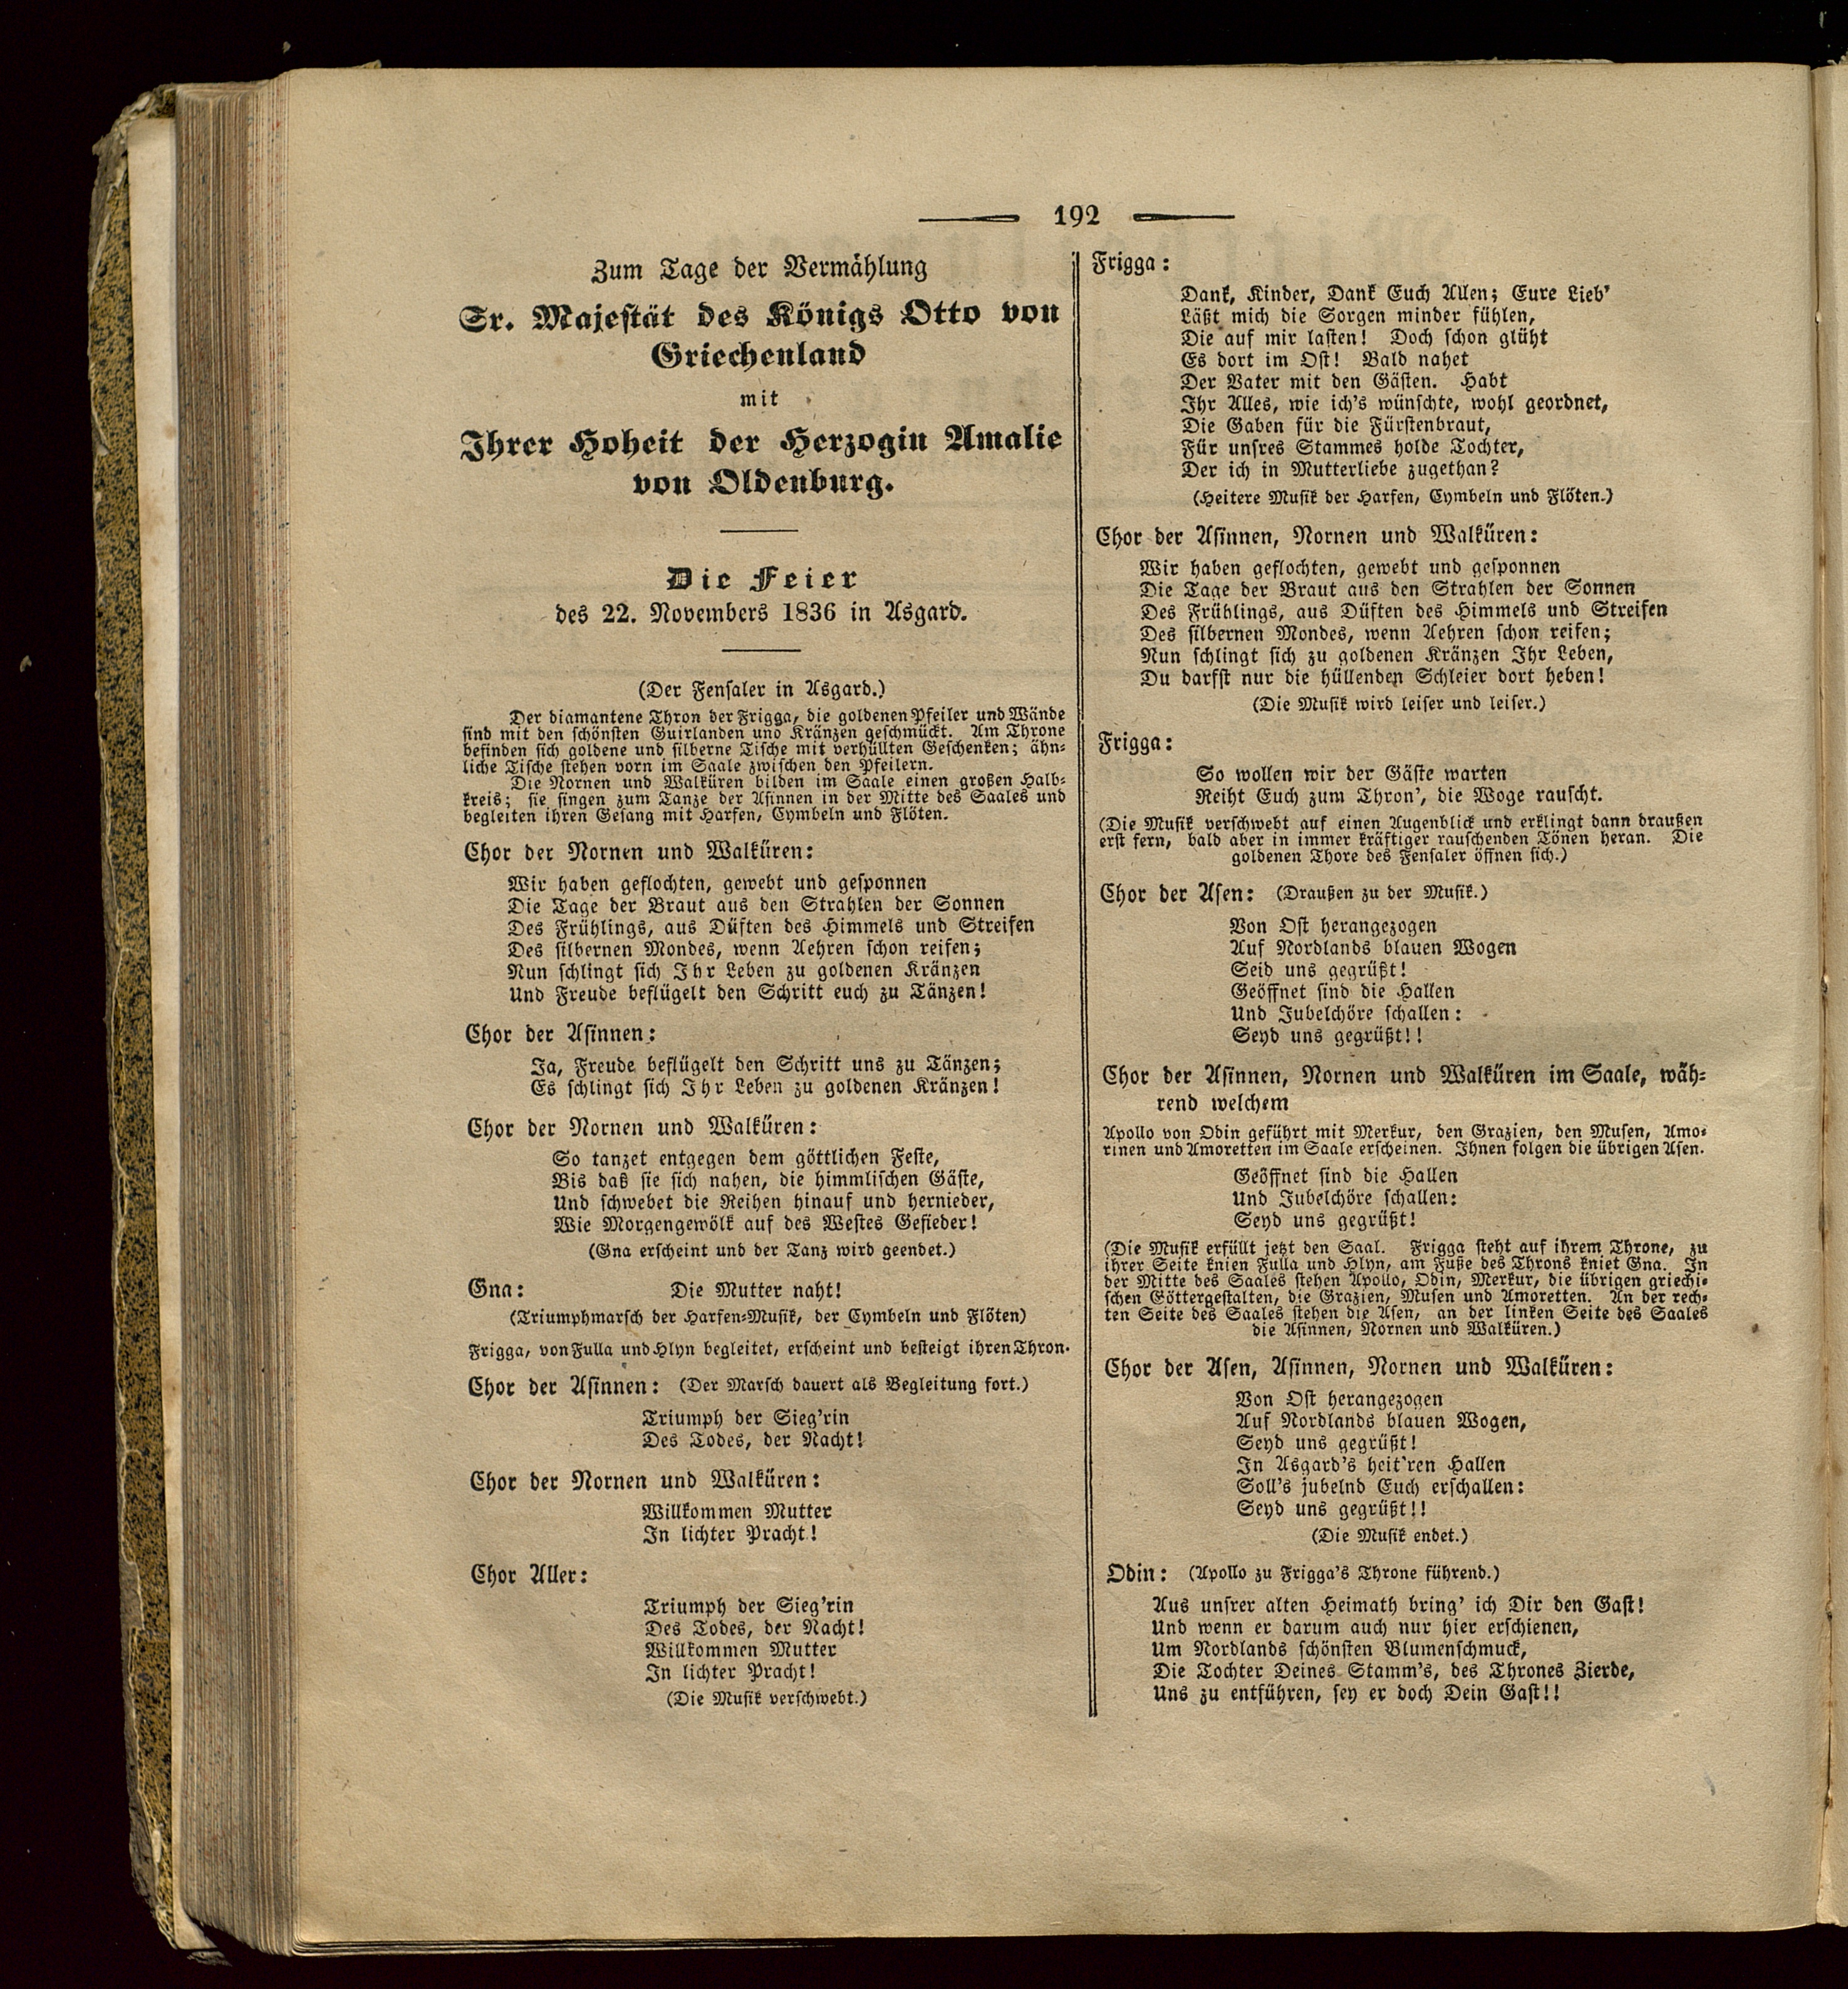 192
Zum Tage der Vermählung
Sr. Majestät des Königs Otto von
Griechenland
mit
Ihrer Hoheit der Herzogin Amalie
von Oldenburg.
Die Feier
des 22. Novembers 1836 in Asgard.
(Der Fensaler in Asgard.)
Der diamantene Thron der Frigga, die goldenen Pfeiler und Wände
sind mit den schönsten Guirlanden und Kränzen geschmückt. Am Throne
befinden sich goldene und silberne Tische mit verhüllten Geschenken; ähn-
liche Tische stehen vorn im Saale zwischen den Pfeilern.
Die Nornen und Walküren bilden im Saale einen großen Halb-
kreis; sie singen zum Tanze der Asinnen in der Mitte des Saales und
begleiten ihren Gesang mit Harfen, Cymbeln und Flöten.
Chor der Nornen und Walküren:
Wir haben geflochten, gewebt und gesponnen
Die Tage der Braut aus den Strahlen der Sonnen
Des Frühlings, aus Düften des Himmels und Streifen
Des silbernen Mondes, wenn Aehren schon reifen;
Nun schlingt sich Ihr Leben zu goldenen Kränzen
Und Freude beflügelt den Schritt euch zu Tänzen!
Chor der Asinnen:
Ja, Freude beflügelt den Schritt uns zu Tänzen;
Es schlingt sich Ihr Leben zu goldenen Kränzen!
Chor der Nornen und Walküren:
So tanzet entgegen dem göttlichen Feste,
Bis daß sie sich nahen, die himmlischen Gäste,
Und schwebet die Reihen hinauf und hernieder,
Wie Morgengewölk auf des Westes Gefieder!
(Gna erscheint und der Tanz wird geendet.)
Gna: Die Mutter naht!
(Triumphmarsch der Harfen-Musik, der Cymbeln und Flöten)
Frigga, von Fulla und Hlyn begleitet, erscheint und besteigt ihren Thron.
Chor der Asinnen: (Der Marsch dauert als Begleitung fort.)
Triumph der Sieg'rin
Des Todes, der Nacht!
Chor der Nornen und Walküren:
Willkommen Mutter
In lichter Pracht!
Chor Aller:
Triumph der Sieg'rin
Des Todes, der Nacht!
Willkommen Mutter
In lichter Pracht!
(Die Musik verschwebt.)
Frigga:
Dank, Kinder, Dank Euch Allen; Eure Lieb'
Läßt mich die Sorgen minder fühlen,
Die auf mir lasten! Doch schon glüht
Es dort im Ost! Bald nahet
Der Vater mit den Gästen. Habt
Ihr Alles, wie ich's wünschte, wohl geordnet,
Die Gaben für die Fürstenbraut,
Für unsres Stammes holde Tochter,
Der ich in Mutterliebe zugethan?
(Heitere Musik der Harfen, Cymbeln und Flöten.)
Chor der Asinnen, Nornen und Walküren:
Wir haben geflochten, gewebt und gesponnen
Die Tage der Braut aus den Strahlen der Sonnen
Des Frühlings, aus Düften des Himmels und Streifen
Des silbernen Mondes, wenn Aehren schon reifen;
Nun schlingt sich zu goldenen Kränzen Ihr Leben,
Du darfst nur die hüllenden Schleier dort heben!
(Die Musik wird leiser und leiser.)
Frigga:
So wollen wir der Gäste warten
Reiht Euch zum Thron', die Woge rauscht.
(Die Musik verschwebt auf einen Augenblick und erklingt dann draußen
erst fern, bald aber in immer kräftiger rauschenden Tönen heran. Die
goldenen Thore des Fensaler öffnen sich.)
Chor der Asen: (Draußen zu der Musik.)
Von Ost herangezogen
Auf Nordlands blauen Wogen
Seid uns gegrüßt!
Geöffnet sind die Hallen
Und Jubelchöre schallen:
Seyd uns gegrüßt!!
Chor der Asinnen, Nornen und Walküren im Saale, wäh-
rend welchem
Apollo von Odin geführt mit Merkur, den Grazien, den Musen, Amo-
rinen und Amoretten im Saale erscheinen. Ihnen folgen die übrigen Asen.
Geöffnet sind die Hallen
Und Jubelchöre schallen:
Seyd uns gegrüßt!
(Die Musik erfüllt jetzt den Saal. Frigga steht auf ihrem Throne, zu
ihrer Seite knien Fulla und Hlyn, am Fuße des Throns kniet Gna. In
der Mitte des Saales stehen Apollo, Odin, Merkur, die übrigen griechi-
schen Göttergestalten, die Grazien, Musen und Amoretten. An der rech-
ten Seite des Saales stehen die Asen, an der linken Seite des Saales
die Asinnen, Nornen und Walküren.)
Chor der Asen, Asinnen, Nornen und Walküren:
Von Ost herangezogen
Auf Nordlands blauen Wogen,
Seyd uns gegrüßt!
In Asgard's heit'ren Hallen
Soll's jubelnd Euch erschallen:
Seyd uns gegrüßt!!
(Die Musik endet.)
Odin: (Apollo zu Frigga's Throne führend.)
Aus unsrer alten Heimath bring' ich Dir den Gast!
Und wenn er darum auch nur hier erschienen,
Um Nordlands schönsten Blumenschmuck,
Die Tochter Deines Stamm's, des Thrones Zierde,
Uns zu entführen, sey er doch Dein Gast!!